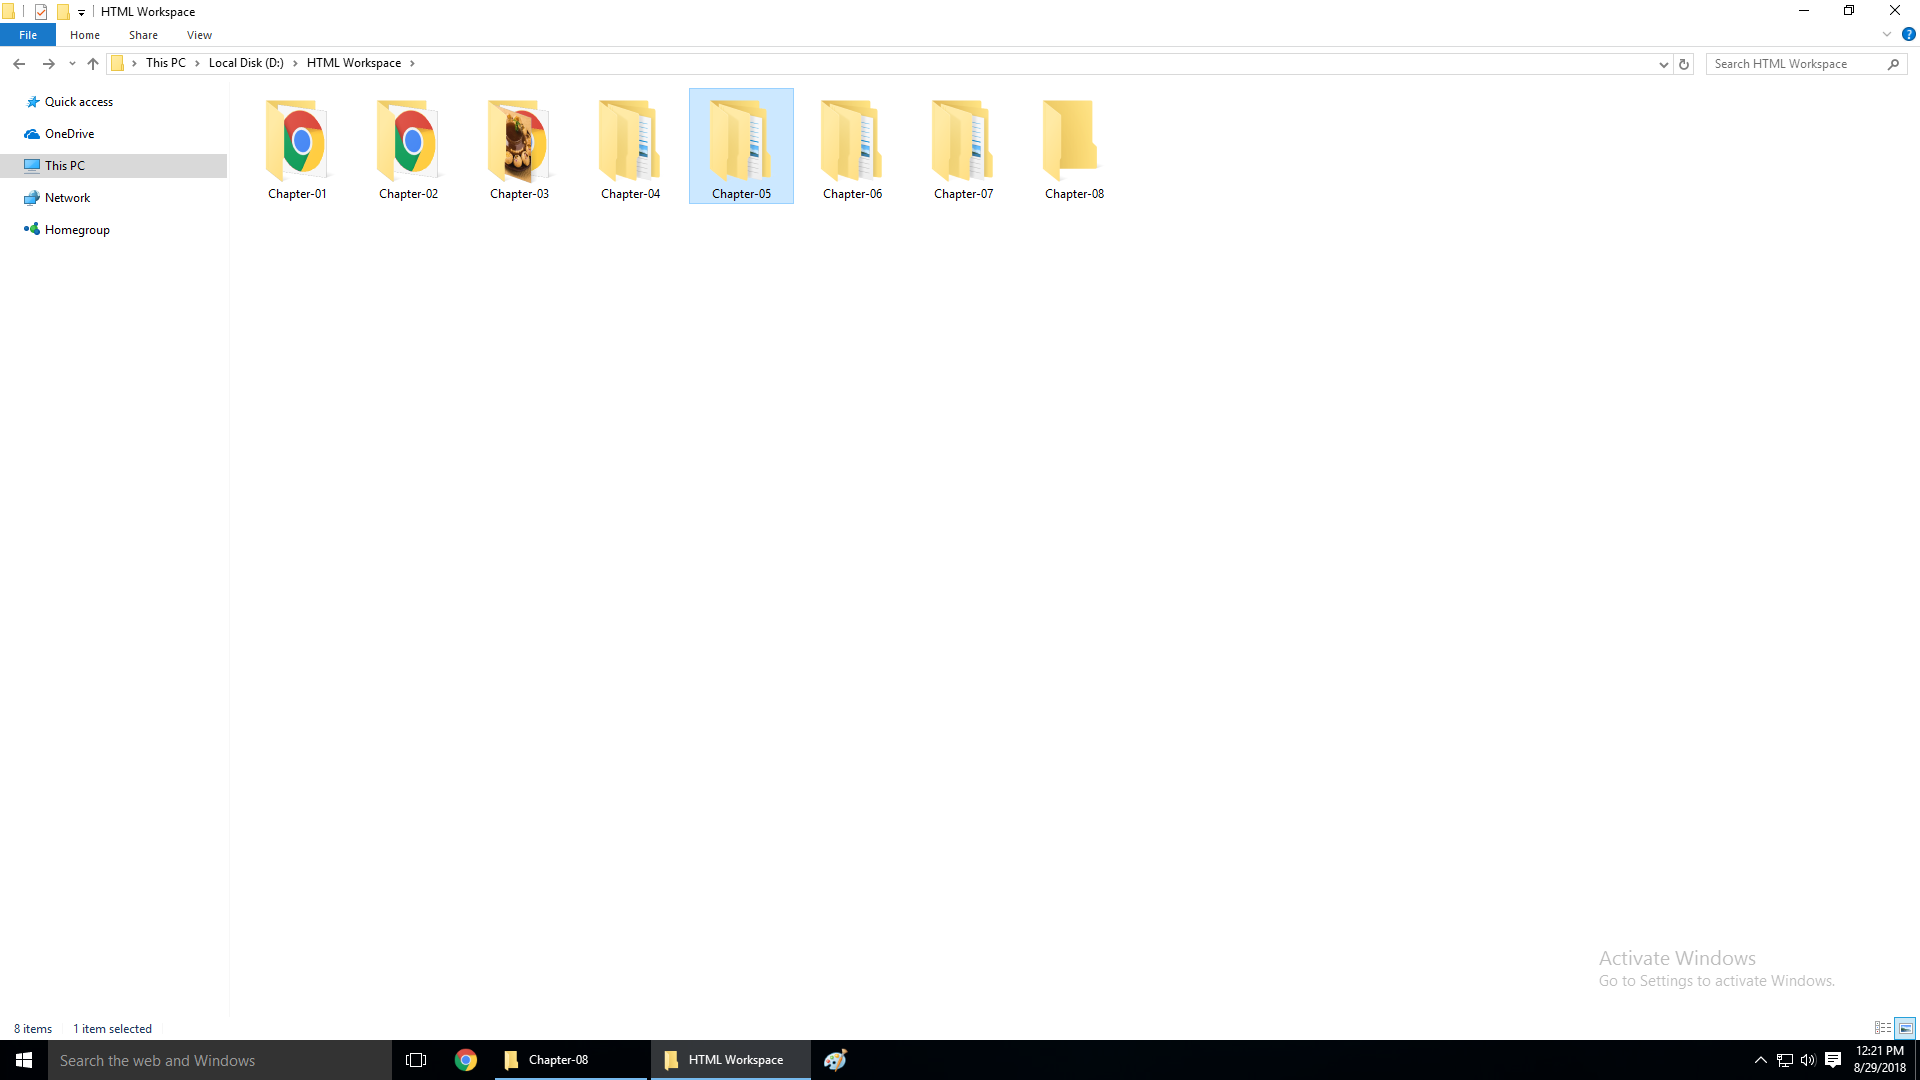 HTML Workspace
File Home Share View
This PC Local Disk (D:) HTML Workspace
Search HTML Workspace
Quick access
OneDrive
This PC
Network
Homegroup
Chapter-01 Chapter-02 Chapter-03 Chapter-04 Chapter-05 Chapter-06 Chapter-07 Chapter-08
Activate Windows
Go to Settings to activate Windows.
8 items 1 item selected
Search the web and Windows
Chapter-08
HTML Workspace
12:21 PM
8/29/2018